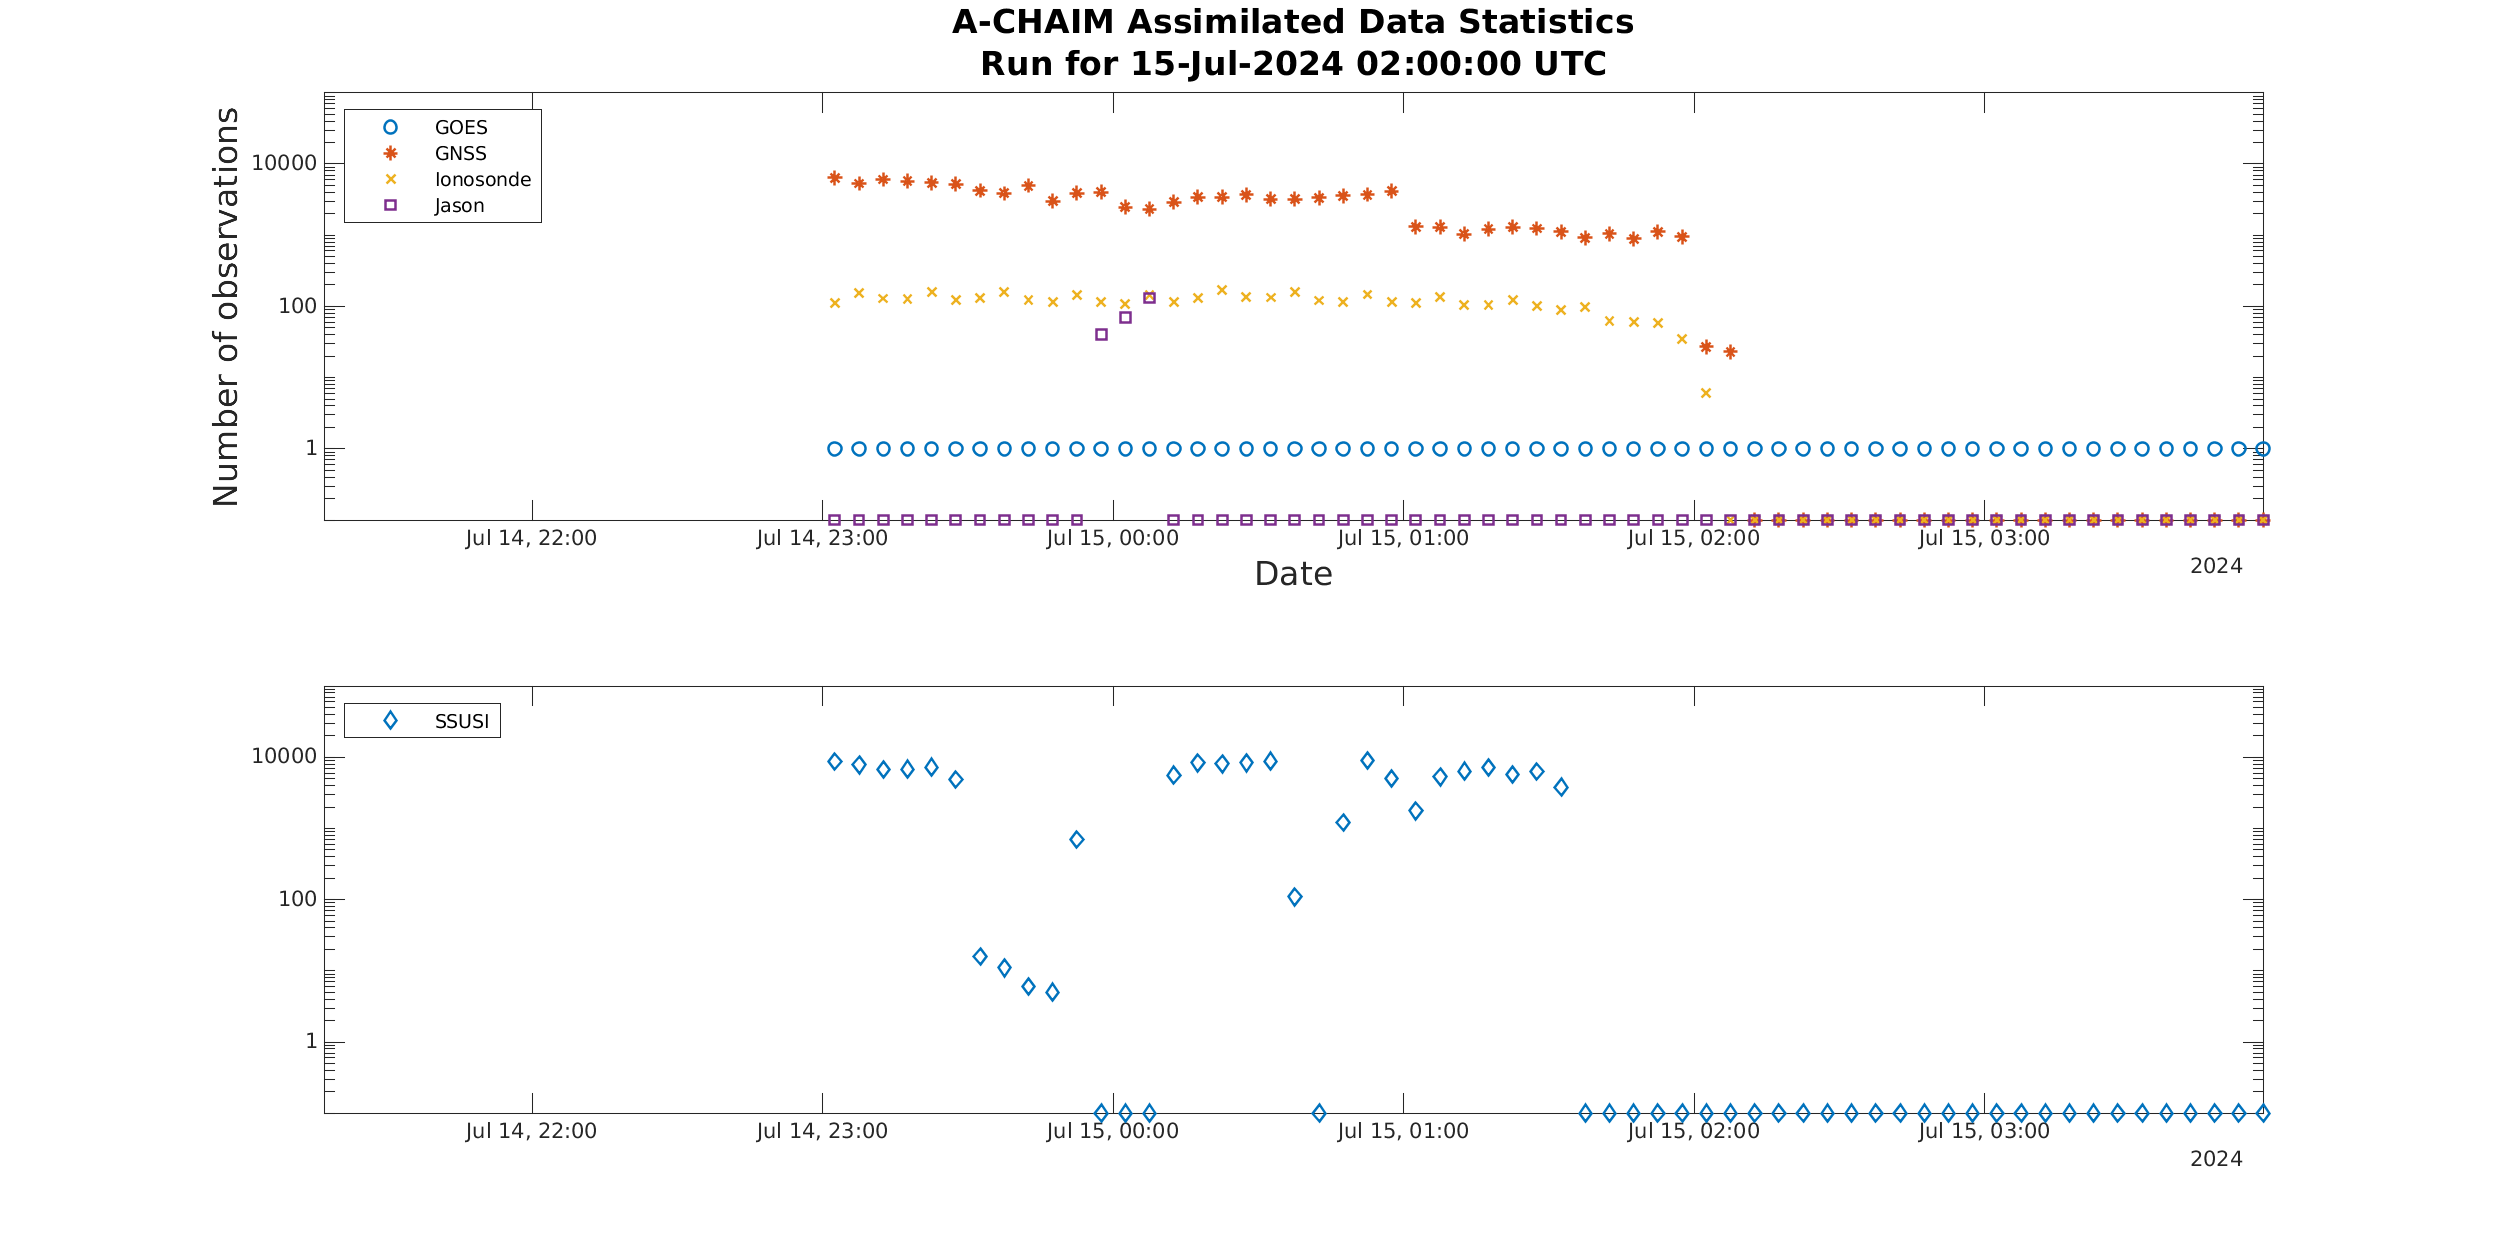 A-CHAIM Assimilated Data Statistics
Run for 15-Jul-2024 02:00:00 UTC
GOES
GNSS
Ionosonde
Jason
10000
100
1
Number of observations
Jul 14, 22:00
Jul 14, 23:00
Jul 15, 00:00
Jul 15, 01:00
Jul 15, 02:00
Jul 15, 03:00
2024
Date
SSUSI
10000
100
1
Jul 14, 22:00
Jul 14, 23:00
Jul 15, 00:00
Jul 15, 01:00
Jul 15, 02:00
Jul 15, 03:00
2024